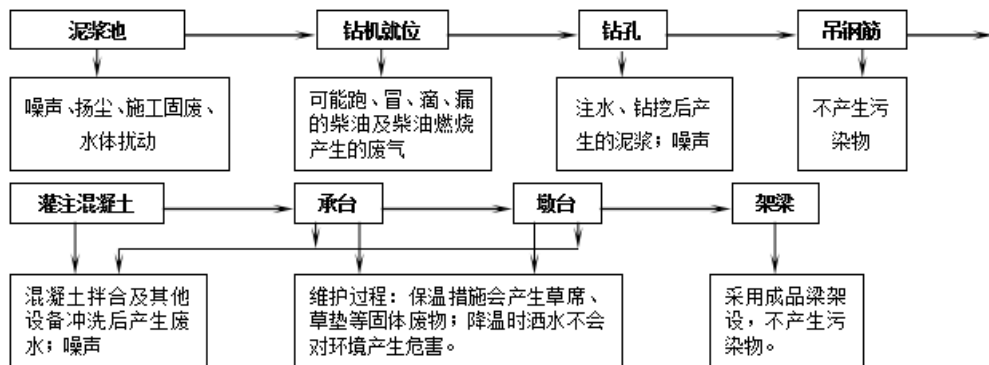 泥浆池
钻机就位
钻孔
吊钢筋
噪声、扬尘、施工固废、
水体扰动
可能跑、冒、滴、漏
的柴油及柴油燃烧
产生的废气
注水、钻挖后产
生的泥浆；噪声
不产生污
染物
灌注混凝土
承台
墩台
架梁
混凝土拌合及其他
设备冲洗后产生废
水；噪声
维护过程：保温措施会产生草席、
草垫等固体废物；降温时洒水不会
对环境产生危害。
采用成品梁架
设，不产生污
染物。